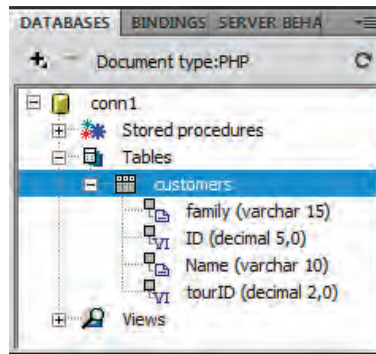 DATABASES BINDINGS SERVER BEHA
Document type:PHP
conn1
Stored procedures
Tables
customers
family (varchar 15)
ID (decimal 5,0)
Name (varchar 10)
tourID (decimal 2,0)
Views